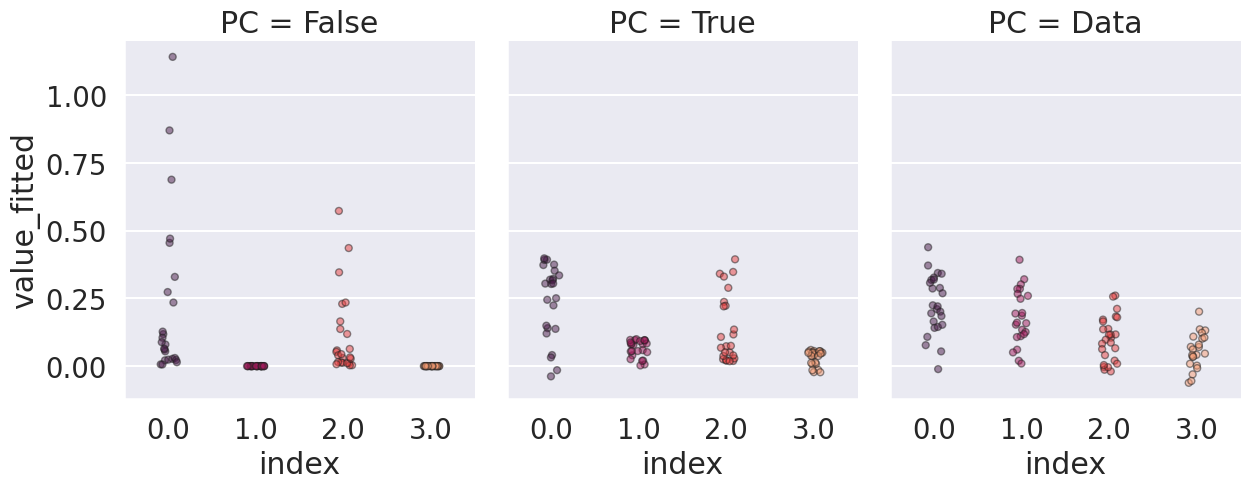 PC = False PC = True PC = Data
value_fitted
1.00
0.75
0.50
0.25
0.00
0.0 1.0 2.0 3.0 0.0 1.0 2.0 3.0 0.0 1.0 2.0 3.0
index index index